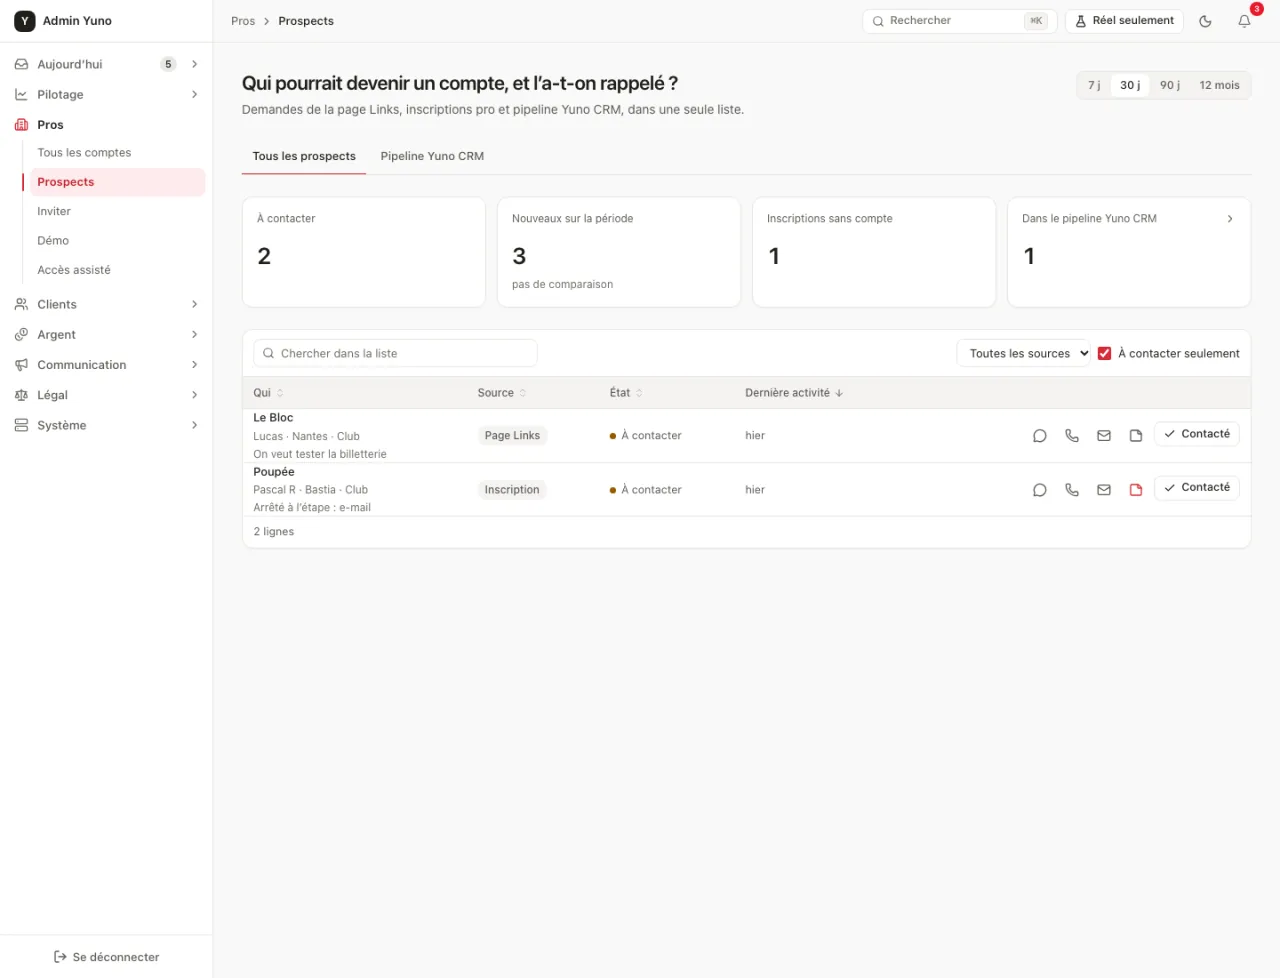 Y Admin Yuno
Pros > Prospects
Rechercher ⌘K
Réel seulement
3
Aujourd’hui 5
Pilotage
Pros
Tous les comptes
Prospects
Inviter
Démo
Accès assisté
Clients
Argent
Communication
Légal
Système
Se déconnecter
Qui pourrait devenir un compte, et l’a-t-on rappelé ?
Demandes de la page Links, inscriptions pro et pipeline Yuno CRM, dans une seule liste.
7 j 30 j 90 j 12 mois
Tous les prospects Pipeline Yuno CRM
À contacter
2
Nouveaux sur la période
3
pas de comparaison
Inscriptions sans compte
1
Dans le pipeline Yuno CRM
1
Chercher dans la liste
Toutes les sources
À contacter seulement
Qui Source État Dernière activité
Le Bloc
Lucas · Nantes · Club
On veut tester la billetterie
Page Links
À contacter
hier
Contacté
Poupée
Pascal R · Bastia · Club
Arrêté à l’étape : e-mail
Inscription
À contacter
hier
Contacté
2 lignes